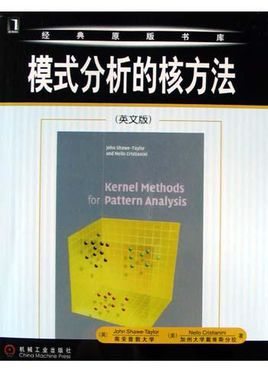 经典原版书库
模式分析的核方法
(英文版)
John Shawe-Taylor
and Nello Cristianini
Kernel Methods
for Pattern Analysis
(英) John Shawe-Taylor (美) Nello Cristianini 著
南安普敦大学 加州大学戴维斯分校
机械工业出版社
China Machine Press